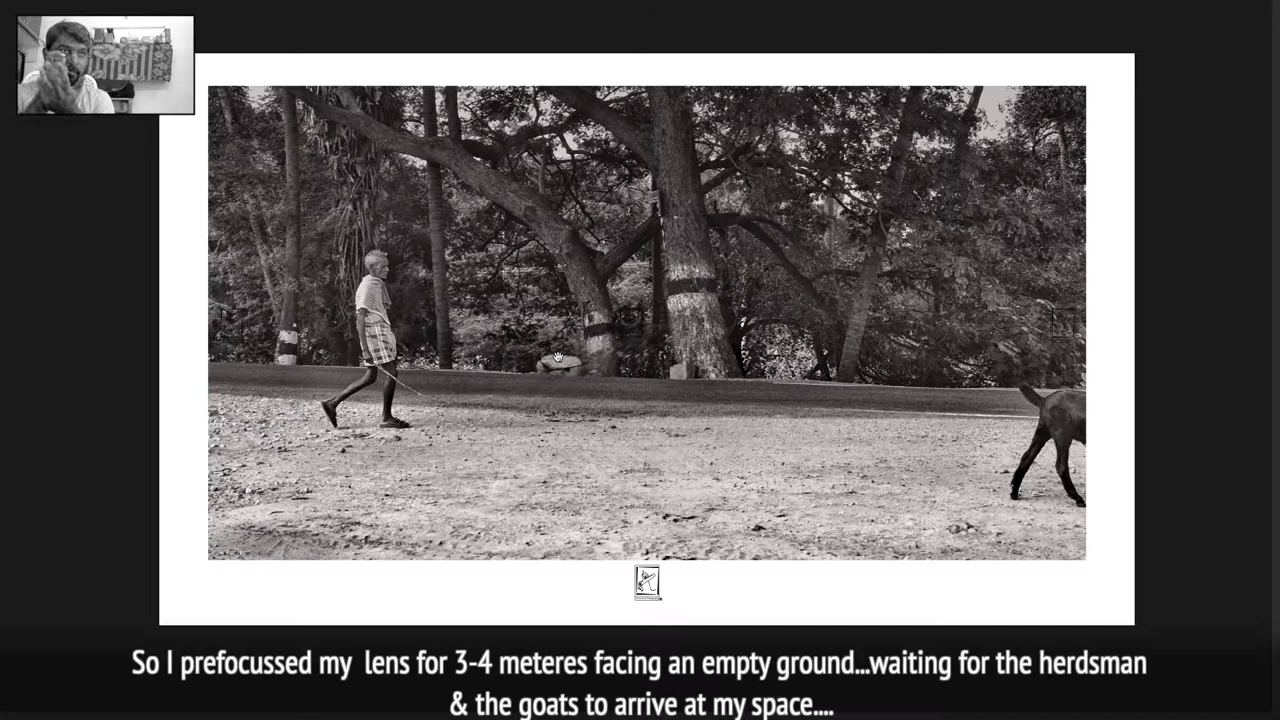 So I prefocussed my lens for 3-4 meteres facing an empty ground...waiting for the herdsman
& the goats to arrive at my space....